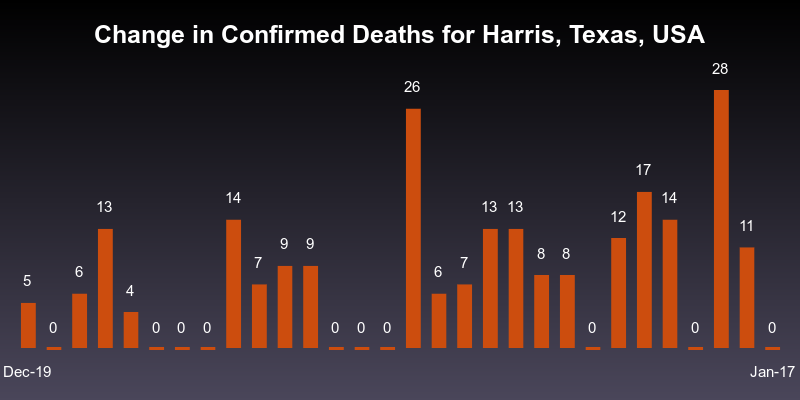 Change in Confirmed Deaths for Harris, Texas, USA
5 0 6 13 4 0 0 0 14 7 9 9 0 0 0 26 6 7 13 13 8 8 0 12 17 14 0 28 11 0
Dec-19 Jan-17